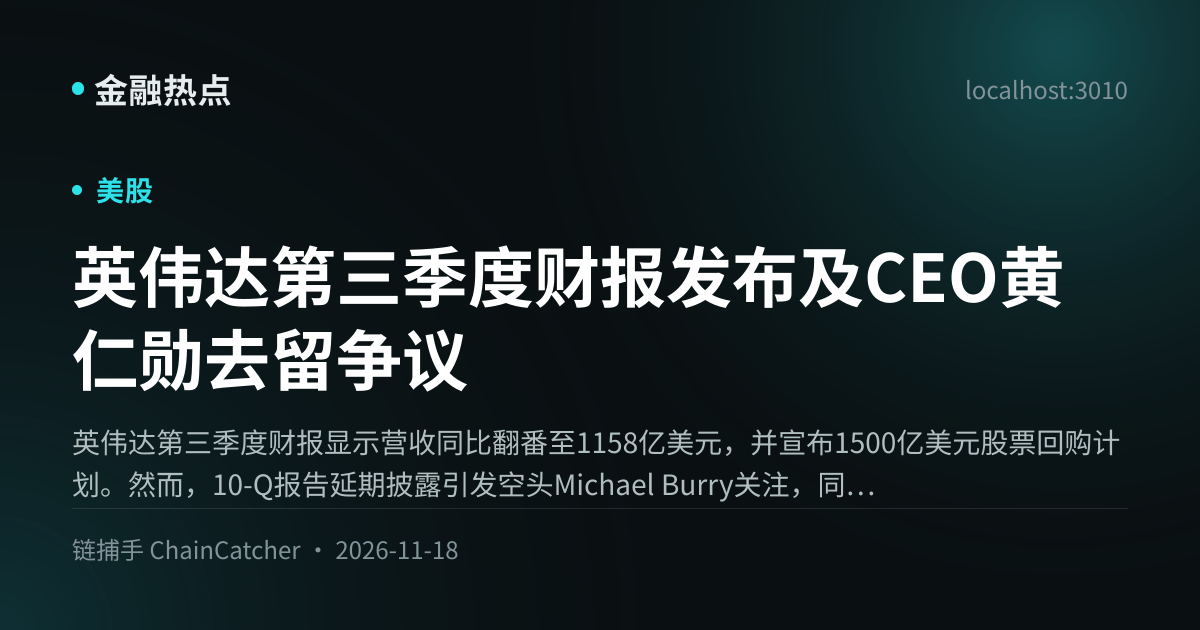 金融热点
localhost:3010
美股
英伟达第三季度财报发布及CEO黄
仁勋去留争议
英伟达第三季度财报显示营收同比翻番至1158亿美元，并宣布1500亿美元股票回购计
划。然而，10-Q报告延期披露引发空头Michael Burry关注，同…
链捕手 ChainCatcher · 2026-11-18